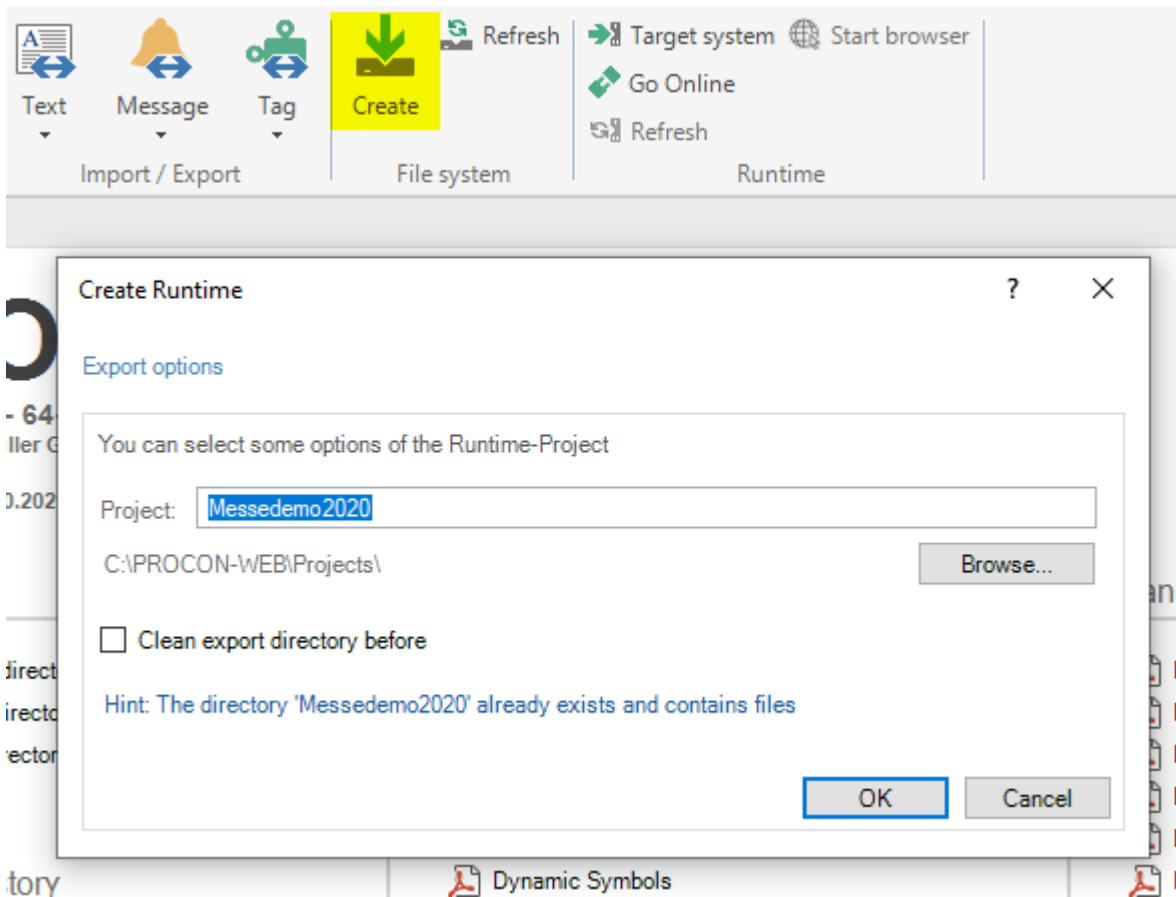 Text
Message
Tag
Import / Export
Create
Refresh
File system
Target system
Start browser
Go Online
Refresh
Runtime
Create Runtime
?
Export options
- 64-
You can select some options of the Runtime-Project
Project: Messedemo2020
C:\PROCON-WEB\Projects\
Browse...
Clean export directory before
Hint: The directory 'Messedemo2020' already exists and contains files
OK
Cancel
tory
Dynamic Symbols